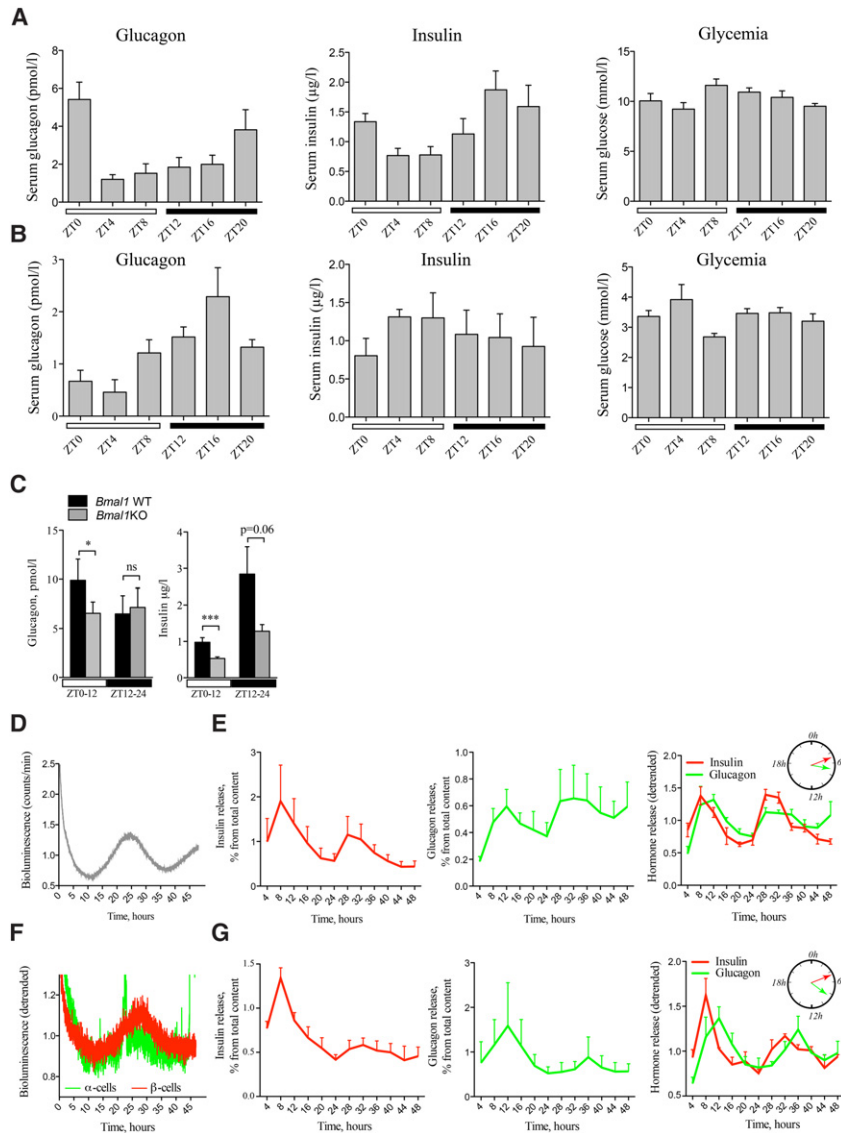 A
Glucagon
Serum glucagon (pmol/l)
8
6
4
2
0
ZT0
ZT4
ZT8
ZT12
ZT16
ZT20
Insulin
Serum insulin (µg/l)
2.5
2.0
1.5
1.0
0.5
0.0
ZT0
ZT4
ZT8
ZT12
ZT16
ZT20
Glycemia
Serum glucose (mmol/l)
15
10
5
0
ZT0
ZT4
ZT8
ZT12
ZT16
ZT20
B
Glucagon
Serum glucagon (pmol/l)
3
2
1
0
ZT0
ZT4
ZT8
ZT12
ZT16
ZT20
Insulin
Serum insulin (µg/l)
2.0
1.5
1.0
0.5
0.0
ZT0
ZT4
ZT8
ZT12
ZT16
ZT20
Glycemia
Serum glucose (mmol/l)
5
4
3
2
1
0
ZT0
ZT4
ZT8
ZT12
ZT16
ZT20
C
Bmal1 WT
Bmal1KO
Glucagon, pmol/l
15
10
5
0
*
ns
ZT0-12
ZT12-24
Insulin µg/l
4
3
2
1
0
***
p=0.06
ZT0-12
ZT12-24
D
Bioluminescence (counts/min)
2.5
2.0
1.5
1.0
0.5
0 5 10 15 20 25 30 35 40 45
Time, hours
E
Insulin release,
% from total content
3
2
1
0
4 8 12 16 20 24 28 32 36 40 44 48
Time, hours
Glucagon release,
% from total content
1.0
0.8
0.6
0.4
0.2
0
4 8 12 16 20 24 28 32 36 40 44 48
Time, hours
Hormone release (detrended)
2.0
1.5
1.0
0.5
0.0
Insulin
Glucagon
0h
6
12h
18h
4 8 12 16 20 24 28 32 36 40 44 48
Time, hours
F
Bioluminescence (detrended)
1.2
1.0
0.8
α-cells
β-cells
0 5 10 15 20 25 30 35 40 45
Time, hours
G
Insulin release,
% from total content
1.5
1.0
0.5
0.0
4 8 12 16 20 24 28 32 36 40 44 48
Time, hours
Glucagon release,
% from total content
3
2
1
0
4 8 12 16 20 24 28 32 36 40 44 48
Time, hours
Hormone release (detrended)
2.0
1.5
1.0
0.5
Insulin
Glucagon
0h
6
12h
18h
4 8 12 16 20 24 28 32 36 40 44 48
Time, hours